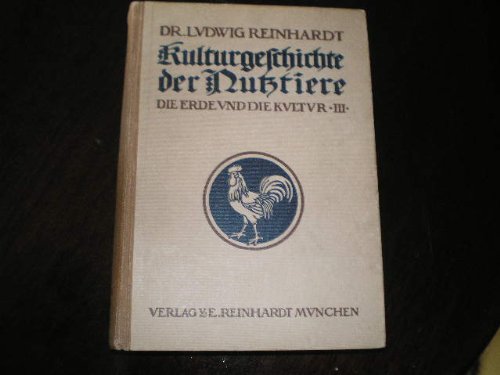 DR. LVDWIG REINHARDT
Kulturgeſchichte
der Nutztiere
DIE ERDE VND DIE KVLTVR · III ·
VERLAG V. E. REINHARDT MVNCHEN